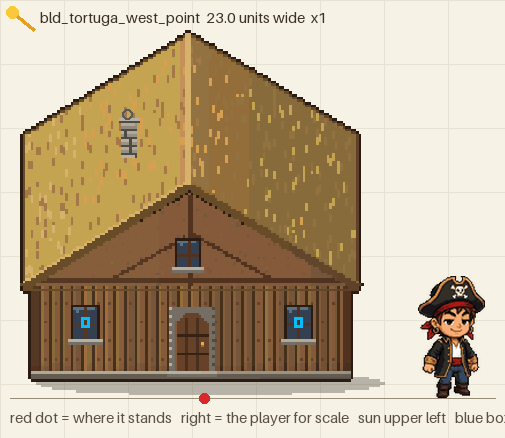 bld_tortuga_west_point 23.0 units wide x1
red dot = where it stands right = the player for scale sun upper left blue bo